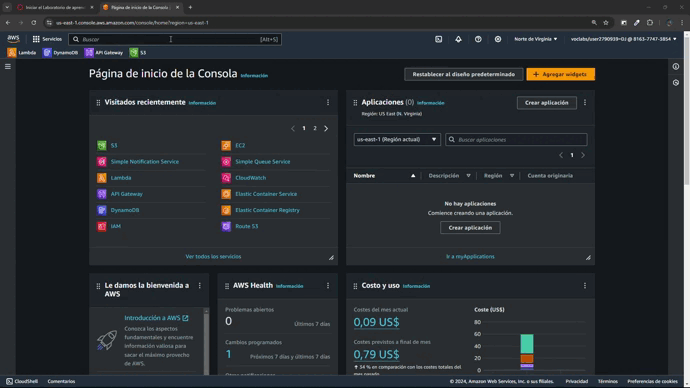 Iniciar el Laboratorio de apren
Página de inicio de la Consola
us-east-1.console.aws.amazon.com/console/home?region=us-east-1
aws
Servicios
Buscar
[Alt+S]
Norte de Virginia
voclabs/user2790939=DJ @ 8163-7747-3854
Lambda
DynamoDB
API Gateway
S3
Página de inicio de la Consola
Información
Restablecer al diseño predeterminado
+ Agregar widgets
Visitados recientemente
Información
1
2
S3
EC2
Simple Notification Service
Simple Queue Service
Lambda
CloudWatch
API Gateway
Elastic Container Service
DynamoDB
Elastic Container Registry
IAM
Route 53
Ver todos los servicios
Aplicaciones (0)
Información
Región: US East (N. Virginia)
Crear aplicación
us-east-1 (Región actual)
Buscar aplicaciones
1
Nombre
Descripción
Región
Cuenta originaria
No hay aplicaciones
Comience creando una aplicación.
Crear aplicación
Ir a myApplications
Le damos la bienvenida a
AWS
Introducción a AWS
Conozca los aspectos
fundamentales y encuentre
información valiosa para
sacar el máximo provecho
de AWS.
AWS Health
Información
Problemas abiertos
0
Últimos 7 días
Cambios programados
1
Próximos 7 días y últimos 7 días
Costo y uso
Información
Costos del mes actual
0,09 US$
Costos previstos a final de mes
0,79 US$
34 % en comparación con los costos totales del
Costo (US$)
80
60
40
20
0
CloudShell
Comentarios
© 2024, Amazon Web Services, Inc. o sus filiales.
Privacidad
Términos
Preferencias de cookies